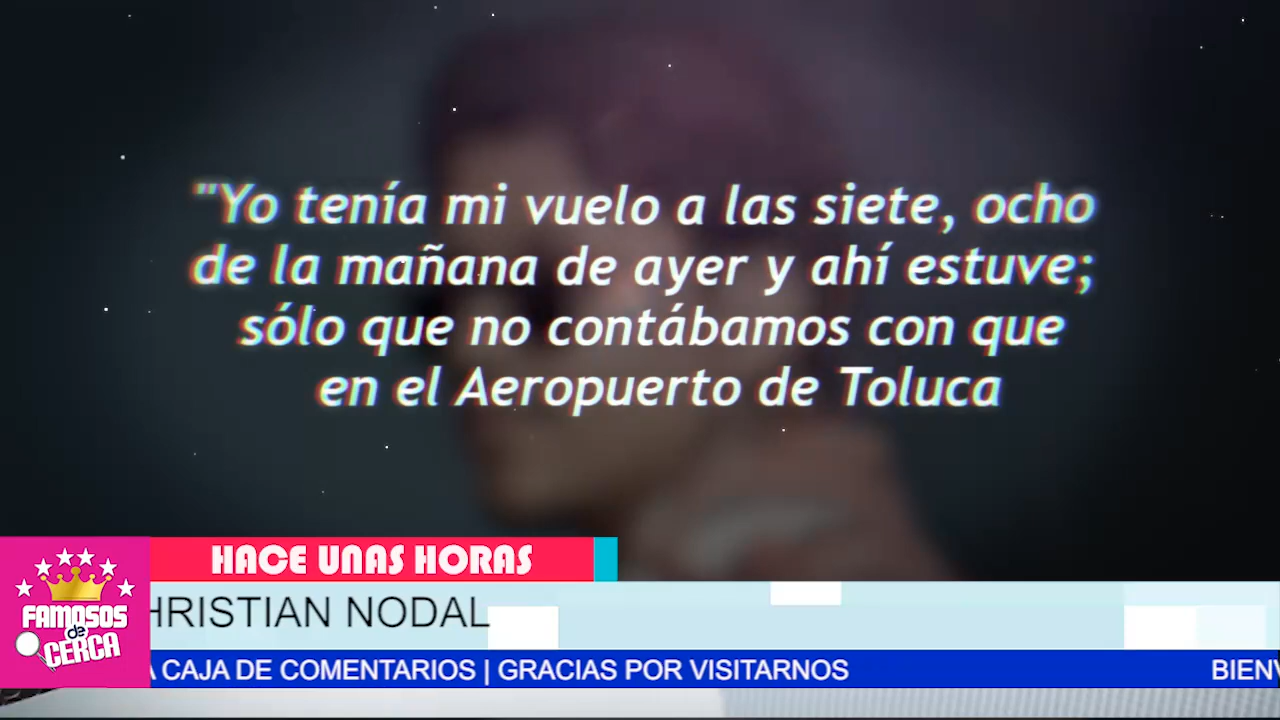 "Yo tenía mi vuelo a las siete, ocho
de la mañana de ayer y ahí estuve;
sólo que no contábamos con que
en el Aeropuerto de Toluca
HACE UNAS HORAS
HRISTIAN NODAL
FAMOSOS
de
CERCA
A CAJA DE COMENTARIOS | GRACIAS POR VISITARNOS
BIENV